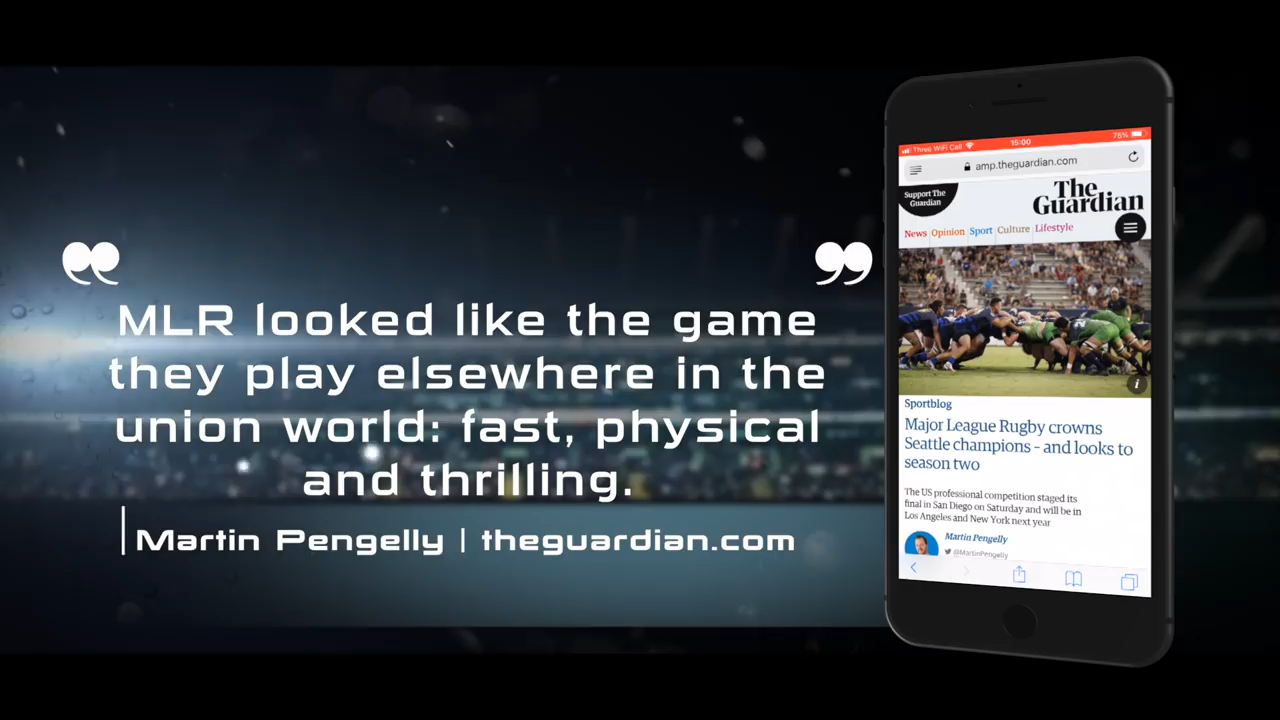 ❝ ❞
MLR looked like the game
they play elsewhere in the
union world: fast, physical
and thrilling.
Martin Pengelly | theguardian.com
Three WiFi Call 15:00 75%
amp.theguardian.com
Support The
Guardian
The
Guardian
News Opinion Sport Culture Lifestyle
i
Sportblog
Major League Rugby crowns
Seattle champions – and looks to
season two
The US professional competition staged its
final in San Diego on Saturday and will be in
Los Angeles and New York next year
Martin Pengelly
@MartinPengelly